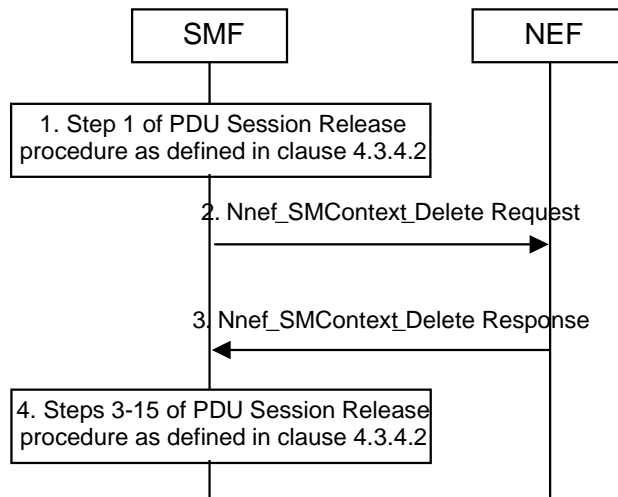 SMF
NEF
1. Step 1 of PDU Session Release
procedure as defined in clause 4.3.4.2
2. Nnef_SMContext_Delete Request
3. Nnef_SMContext_Delete Response
4. Steps 3-15 of PDU Session Release
procedure as defined in clause 4.3.4.2